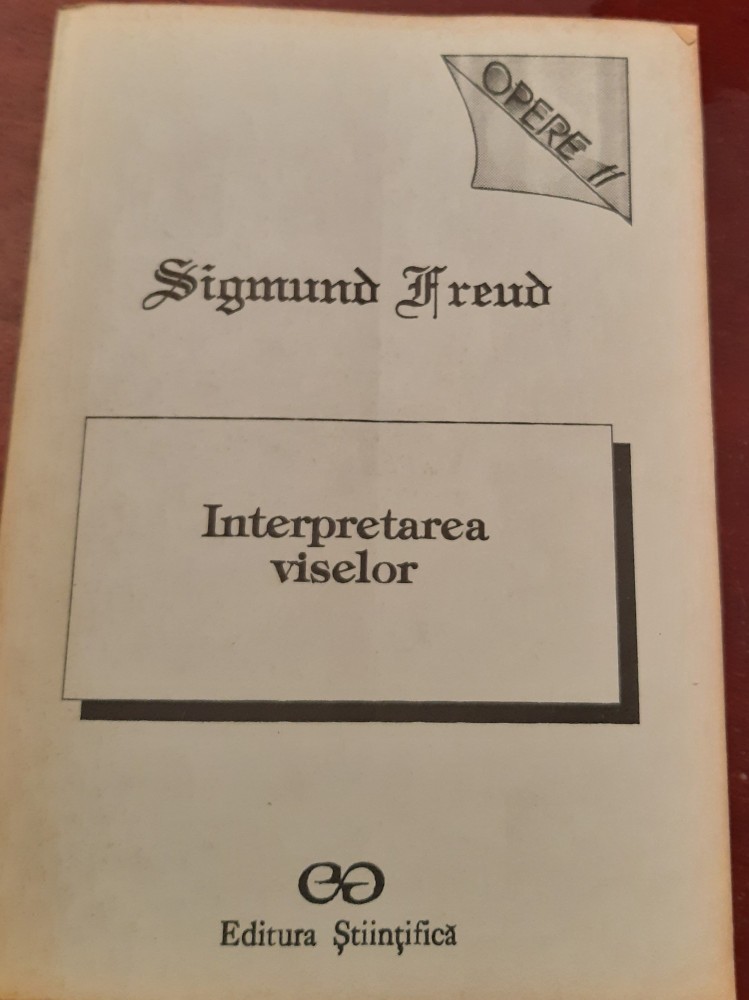 OPERE II
Sigmund Freud
Interpretarea
viselor
Editura Ştiinţifică